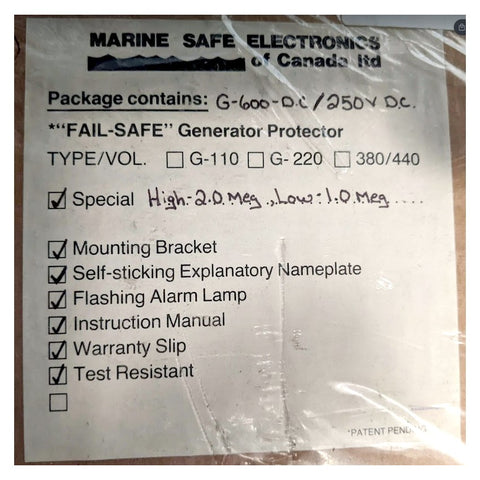 MARINE SAFE ELECTRONICS
of Canada ltd
Package contains: G-600-D.C/250V D.C.
*"FAIL-SAFE" Generator Protector
TYPE/VOL. ☐ G-110 ☐ G-220 ☐ 380/440
☑ Special High:-2.0 Meg., Low:-1.0 Meg....
☑ Mounting Bracket
☑ Self-sticking Explanatory Nameplate
☑ Flashing Alarm Lamp
☑ Instruction Manual
☑ Warranty Slip
☑ Test Resistant
☐
*PATENT PENDING